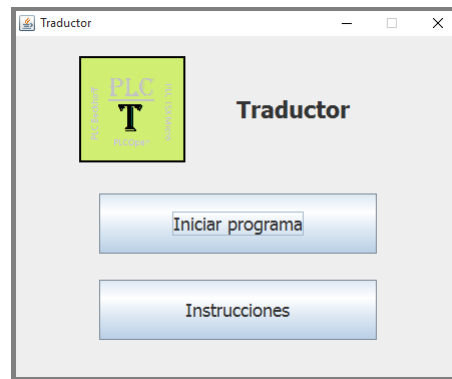 Traductor
PLC
T
Traductor
Iniciar programa
Instrucciones